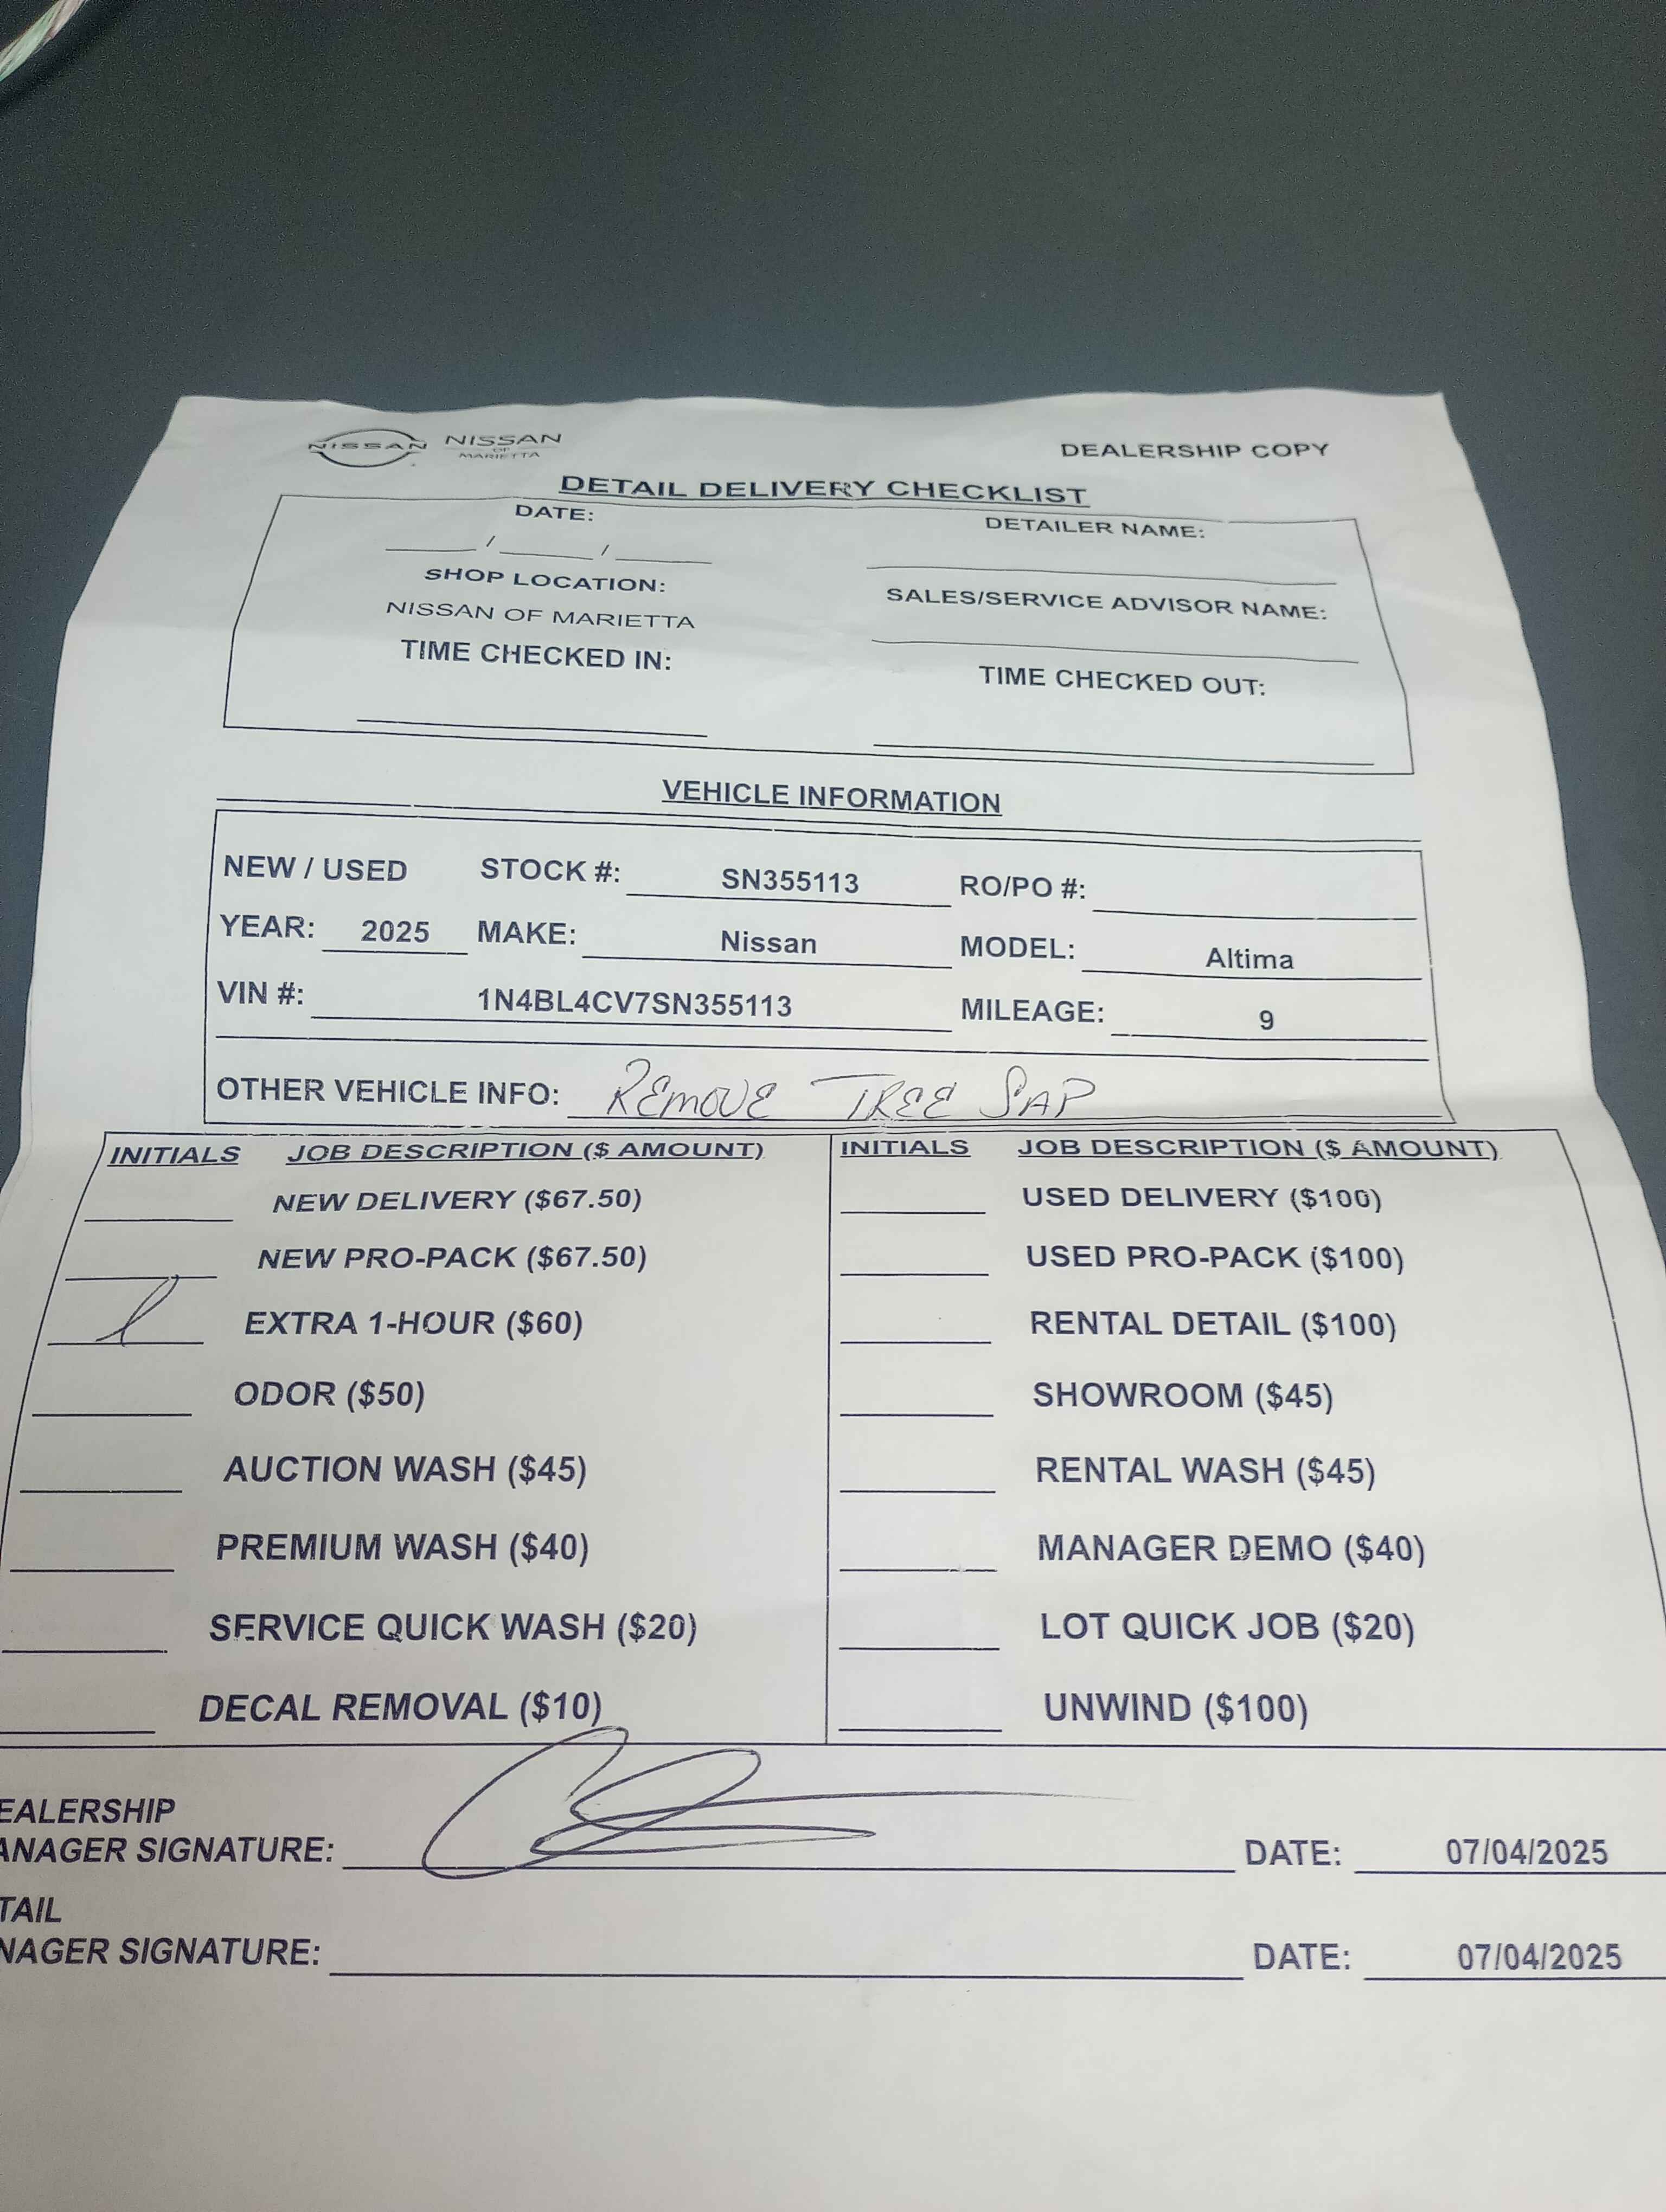 NISSAN NISSAN OF MARIETTA DEALERSHIP COPY
DETAIL DELIVERY CHECKLIST
DATE: DETAILER NAME:
___/___/___
SHOP LOCATION: SALES/SERVICE ADVISOR NAME:
NISSAN OF MARIETTA
TIME CHECKED IN: TIME CHECKED OUT:
VEHICLE INFORMATION
NEW / USED STOCK #: SN355113 RO/PO #:
YEAR: 2025 MAKE: Nissan MODEL: Altima
VIN #: 1N4BL4CV7SN355113 MILEAGE: 9
OTHER VEHICLE INFO: REMOVE TREE SAP
INITIALS JOB DESCRIPTION ($ AMOUNT) INITIALS JOB DESCRIPTION ($ AMOUNT)
NEW DELIVERY ($67.50) USED DELIVERY ($100)
NEW PRO-PACK ($67.50) USED PRO-PACK ($100)
EXTRA 1-HOUR ($60) RENTAL DETAIL ($100)
ODOR ($50) SHOWROOM ($45)
AUCTION WASH ($45) RENTAL WASH ($45)
PREMIUM WASH ($40) MANAGER DEMO ($40)
SERVICE QUICK WASH ($20) LOT QUICK JOB ($20)
DECAL REMOVAL ($10) UNWIND ($100)
EALERSHIP
ANAGER SIGNATURE: DATE: 07/04/2025
TAIL
NAGER SIGNATURE: DATE: 07/04/2025